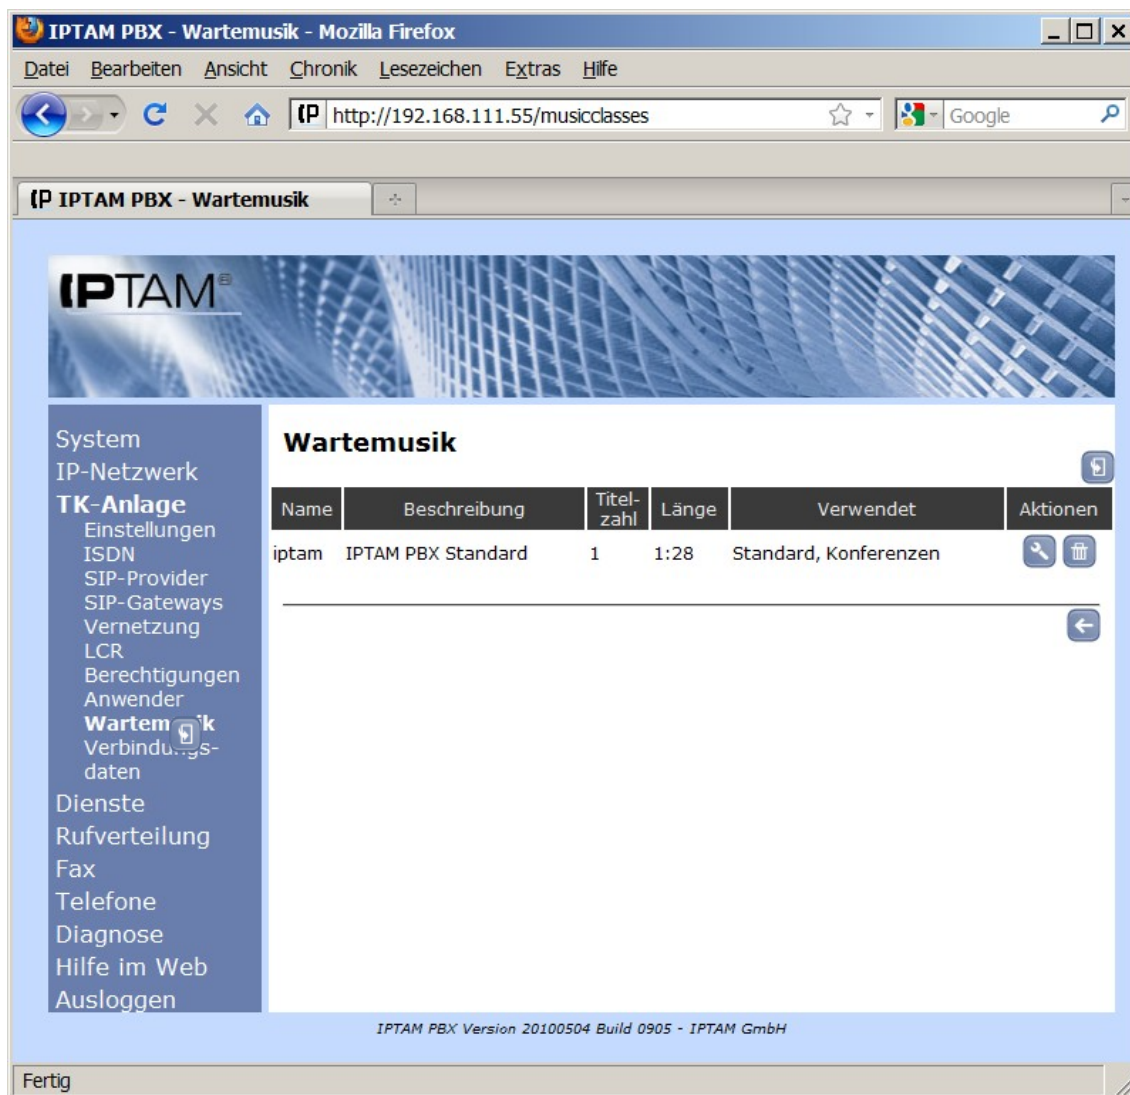 IPTAM PBX - Wartemusik - Mozilla Firefox
Datei Bearbeiten Ansicht Chronik Lesezeichen Extras Hilfe
http://192.168.111.55/musicclasses Google
IPTAM PBX - Wartemusik
IPTAM®
System
IP-Netzwerk
TK-Anlage
Einstellungen
ISDN
SIP-Provider
SIP-Gateways
Vernetzung
LCR
Berechtigungen
Anwender
Wartemusik
Verbindungs-
daten
Dienste
Rufverteilung
Fax
Telefone
Diagnose
Hilfe im Web
Ausloggen
Wartemusik
Name Beschreibung Titel-
zahl Länge Verwendet Aktionen
iptam IPTAM PBX Standard 1 1:28 Standard, Konferenzen
IPTAM PBX Version 20100504 Build 0905 - IPTAM GmbH
Fertig